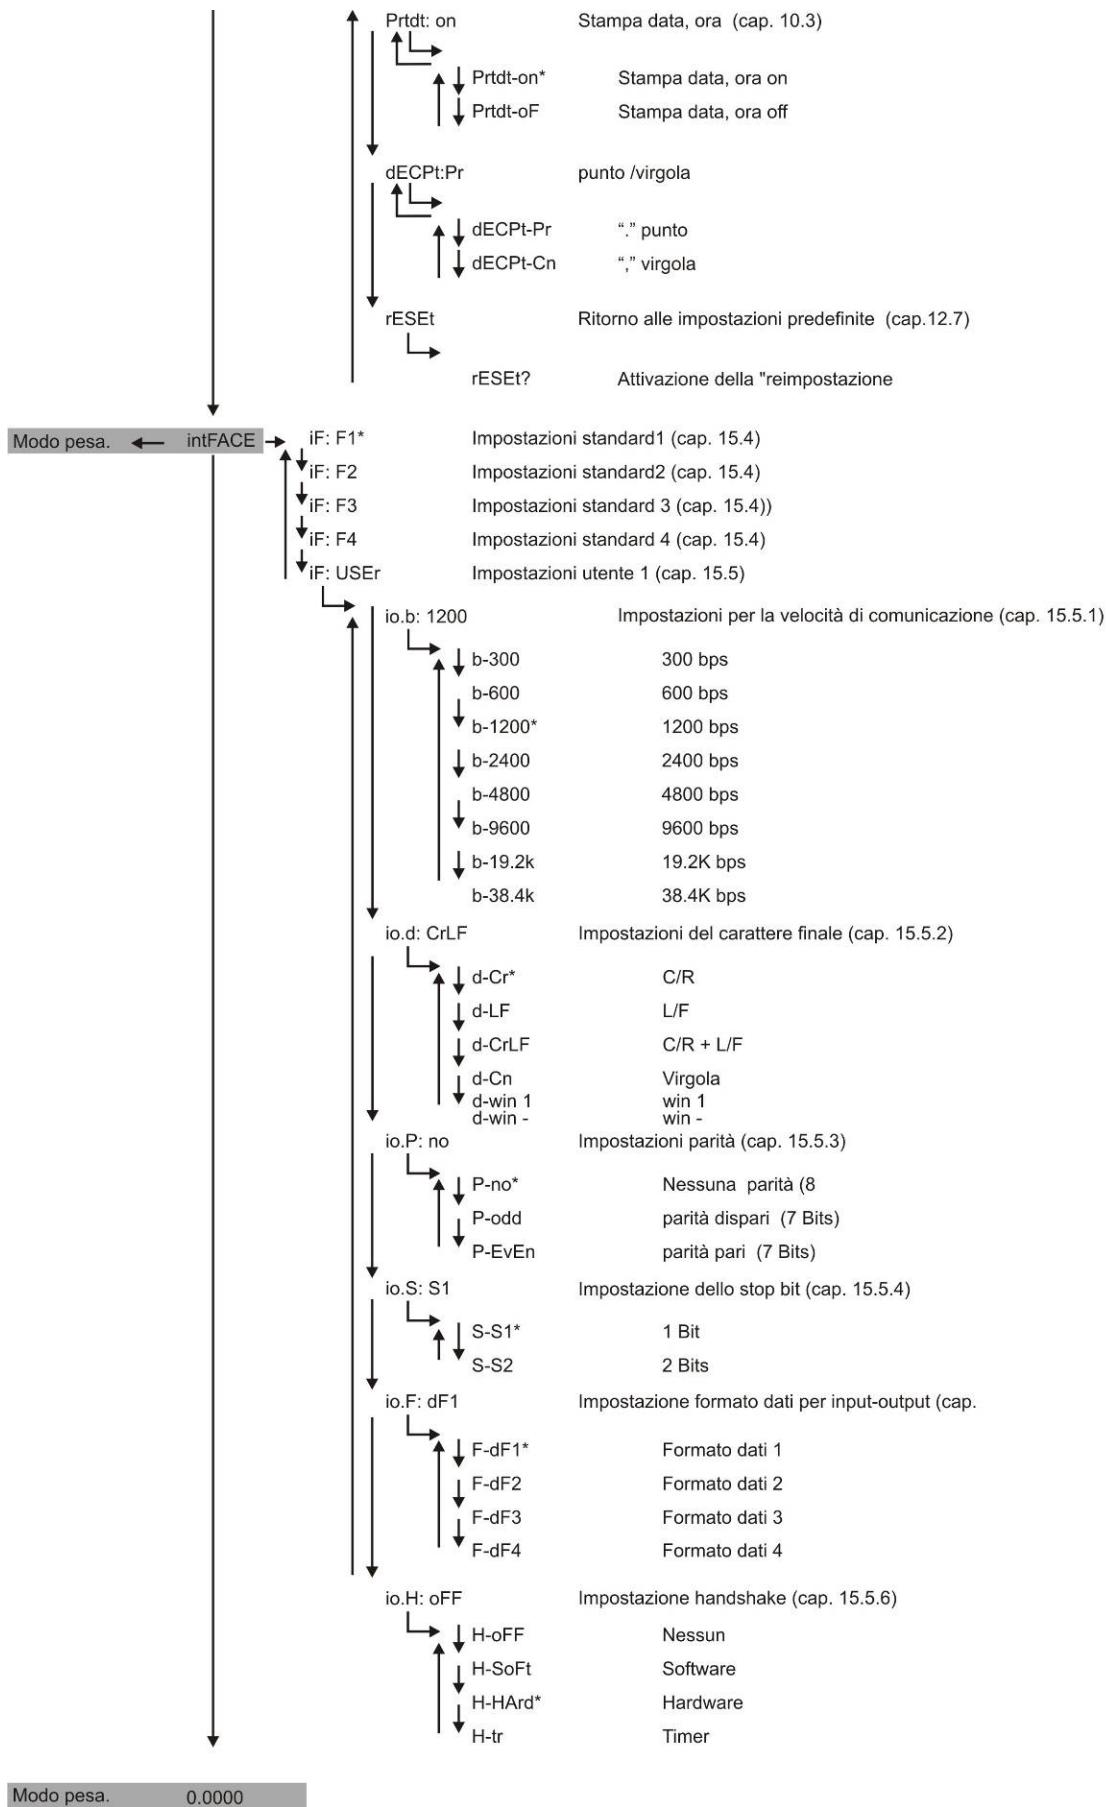 Prtdt: on Stampa data, ora (cap. 10.3)
Prtdt-on* Stampa data, ora on
Prtdt-oF Stampa data, ora off
dECPt:Pr punto /virgola
dECPt-Pr “.” punto
dECPt-Cn “,” virgola
rESEt Ritorno alle impostazioni predefinite (cap.12.7)
rESEt? Attivazione della "reimpostazione
Modo pesa. intFACE iF: F1* Impostazioni standard1 (cap. 15.4)
iF: F2 Impostazioni standard2 (cap. 15.4)
iF: F3 Impostazioni standard 3 (cap. 15.4))
iF: F4 Impostazioni standard 4 (cap. 15.4)
iF: USEr Impostazioni utente 1 (cap. 15.5)
io.b: 1200 Impostazioni per la velocità di comunicazione (cap. 15.5.1)
b-300 300 bps
b-600 600 bps
b-1200* 1200 bps
b-2400 2400 bps
b-4800 4800 bps
b-9600 9600 bps
b-19.2k 19.2K bps
b-38.4k 38.4K bps
io.d: CrLF Impostazioni del carattere finale (cap. 15.5.2)
d-Cr* C/R
d-LF L/F
d-CrLF C/R + L/F
d-Cn Virgola
d-win 1 win 1
d-win - win -
io.P: no Impostazioni parità (cap. 15.5.3)
P-no* Nessuna parità (8
P-odd parità dispari (7 Bits)
P-EvEn parità pari (7 Bits)
io.S: S1 Impostazione dello stop bit (cap. 15.5.4)
S-S1* 1 Bit
S-S2 2 Bits
io.F: dF1 Impostazione formato dati per input-output (cap.
F-dF1* Formato dati 1
F-dF2 Formato dati 2
F-dF3 Formato dati 3
F-dF4 Formato dati 4
io.H: oFF Impostazione handshake (cap. 15.5.6)
H-oFF Nessun
H-SoFt Software
H-HArd* Hardware
H-tr Timer
Modo pesa. 0.0000